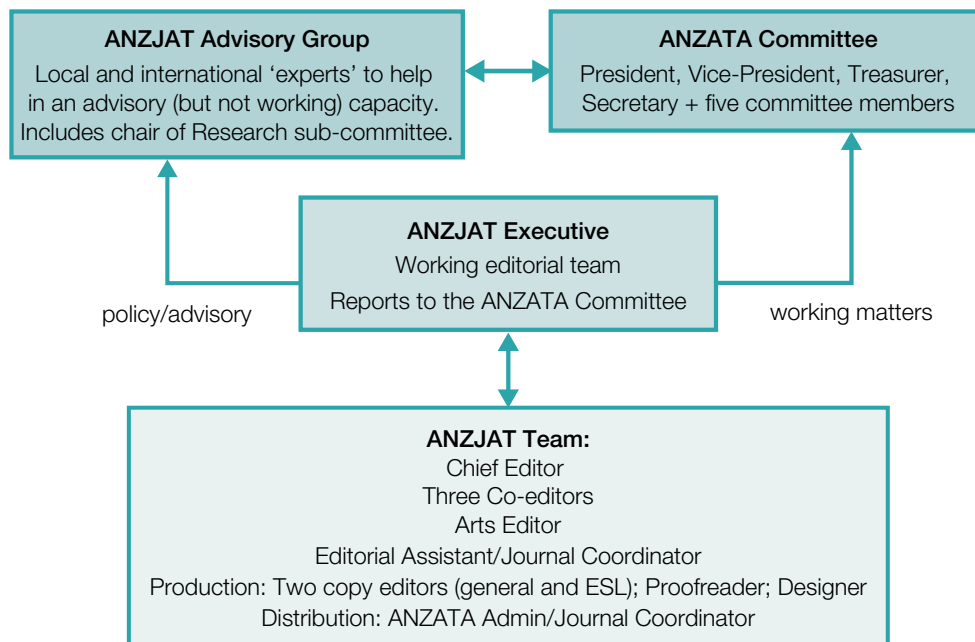 ANZJAT Advisory Group
Local and international ‘experts’ to help
in an advisory (but not working) capacity.
Includes chair of Research sub-committee.
ANZATA Committee
President, Vice-President, Treasurer,
Secretary + five committee members
ANZJAT Executive
Working editorial team
Reports to the ANZATA Committee
policy/advisory
working matters
ANZJAT Team:
Chief Editor
Three Co-editors
Arts Editor
Editorial Assistant/Journal Coordinator
Production: Two copy editors (general and ESL); Proofreader; Designer
Distribution: ANZATA Admin/Journal Coordinator